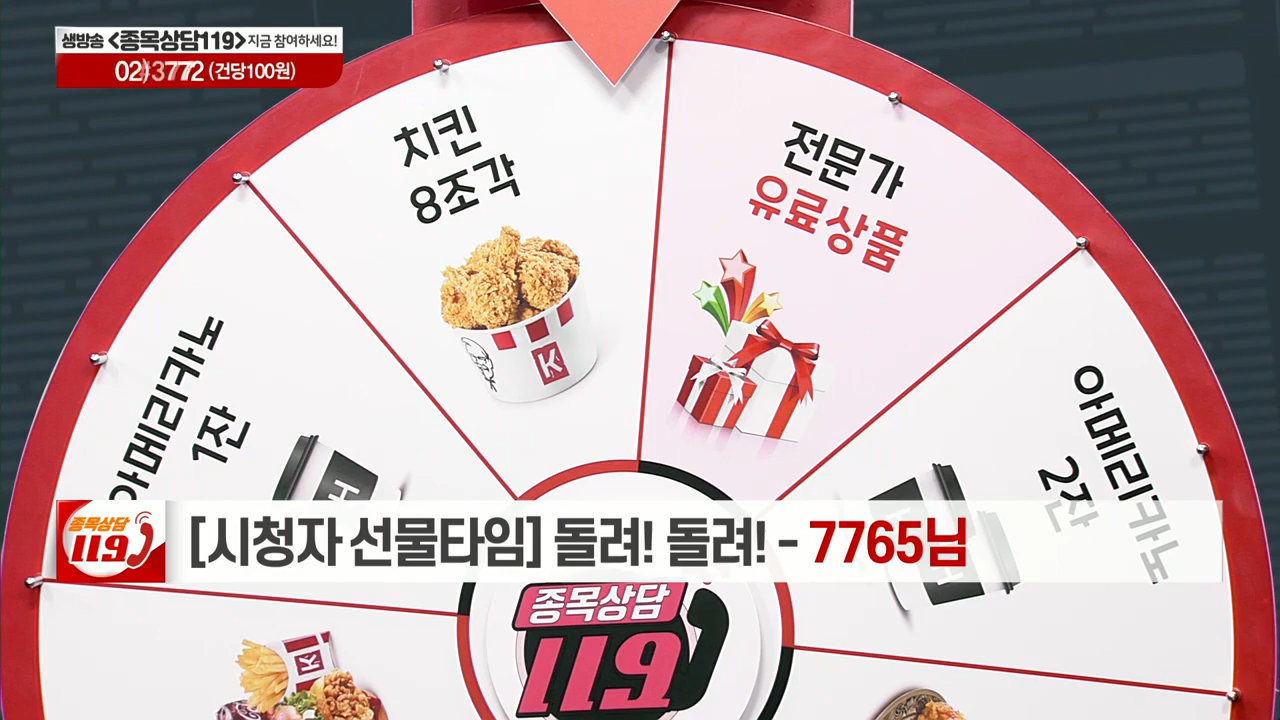 생방송 <종목상담119> 지금 참여하세요!
(건당100원)
치킨
8조각
전문가
유료상품
아메리카노
1잔
아메리카노
2잔
K
KFC
K
종목상담
119
[시청자 선물타임] 돌려! 돌려! - 7765님
종목상담
119